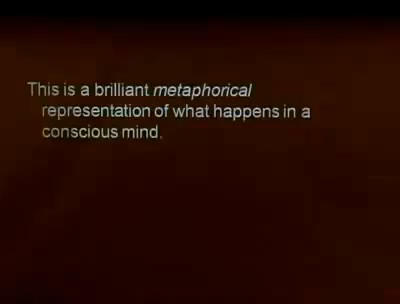 This is a brilliant metaphorical
representation of what happens in a
conscious mind.